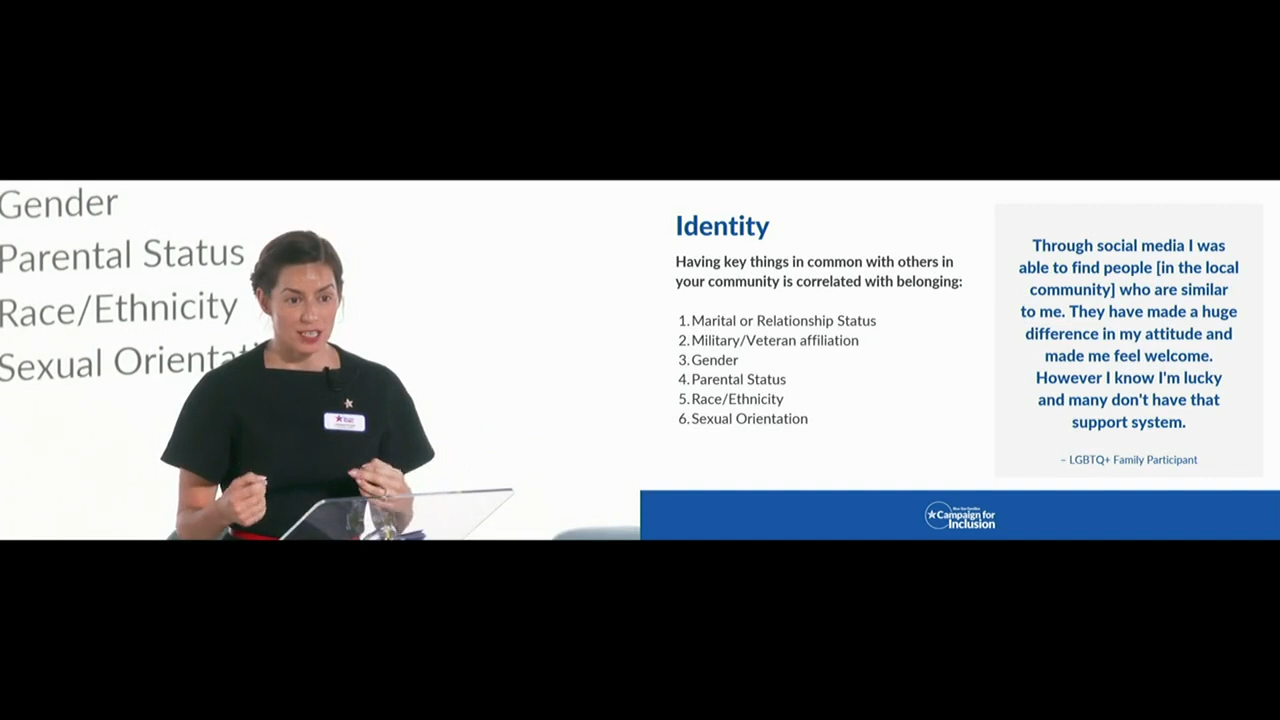 Gender
Parental Status
Race/Ethnicity
Sexual Orientati
Identity
Having key things in common with others in
your community is correlated with belonging:
1. Marital or Relationship Status
2. Military/Veteran affiliation
3. Gender
4. Parental Status
5. Race/Ethnicity
6. Sexual Orientation
Through social media I was
able to find people [in the local
community] who are similar
to me. They have made a huge
difference in my attitude and
made me feel welcome.
However I know I'm lucky
and many don't have that
support system.
– LGBTQ+ Family Participant
Blue Star Families
Campaign for
Inclusion